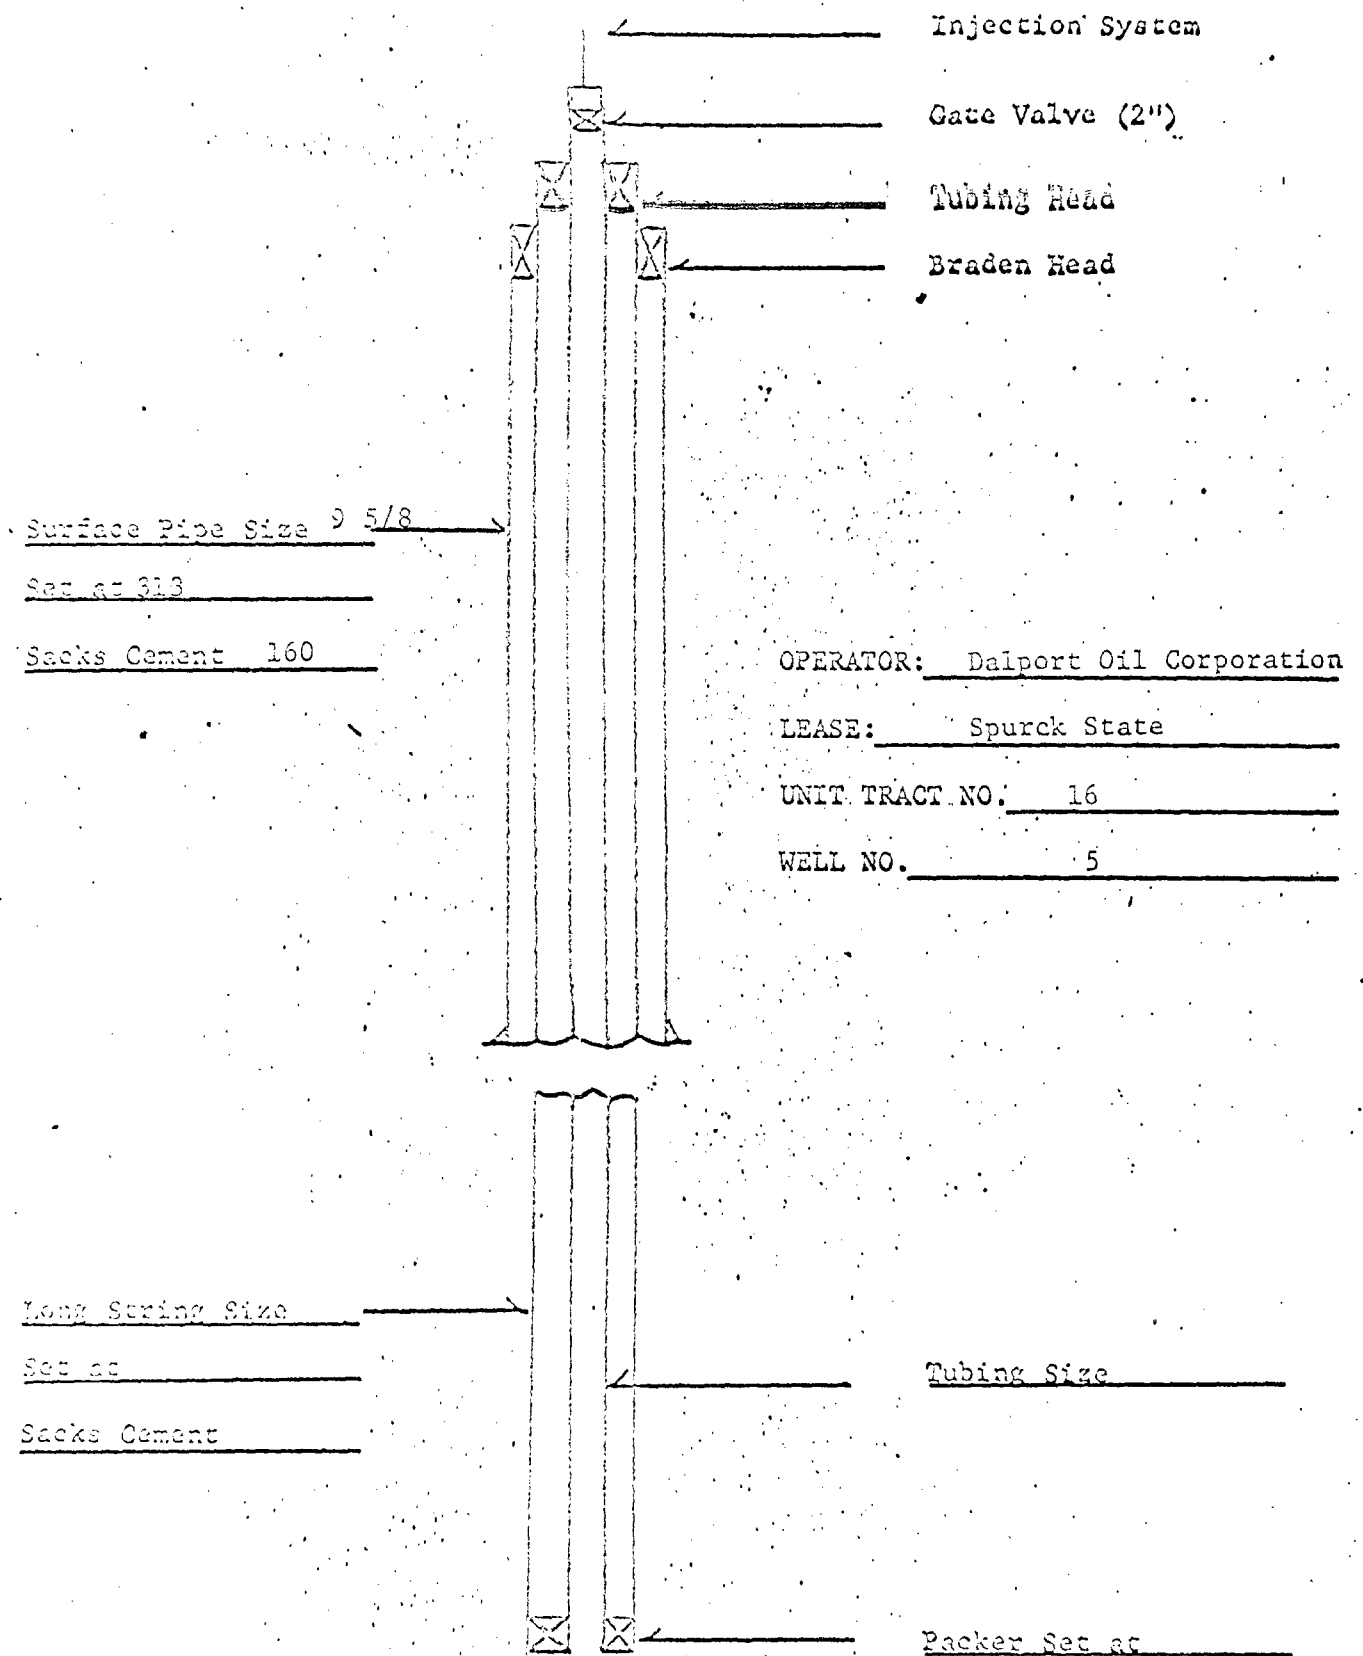 Injection System
Gate Valve (2")
Tubing Head
Braden Head
Surface Pipe Size 9 5/8
Set at 313
Sacks Cement 160
OPERATOR: Dalport Oil Corporation
LEASE: Spurck State
UNIT TRACT NO. 16
WELL NO. 5
Long String Size
Set at
Sacks Cement
Tubing Size
Packer Set at